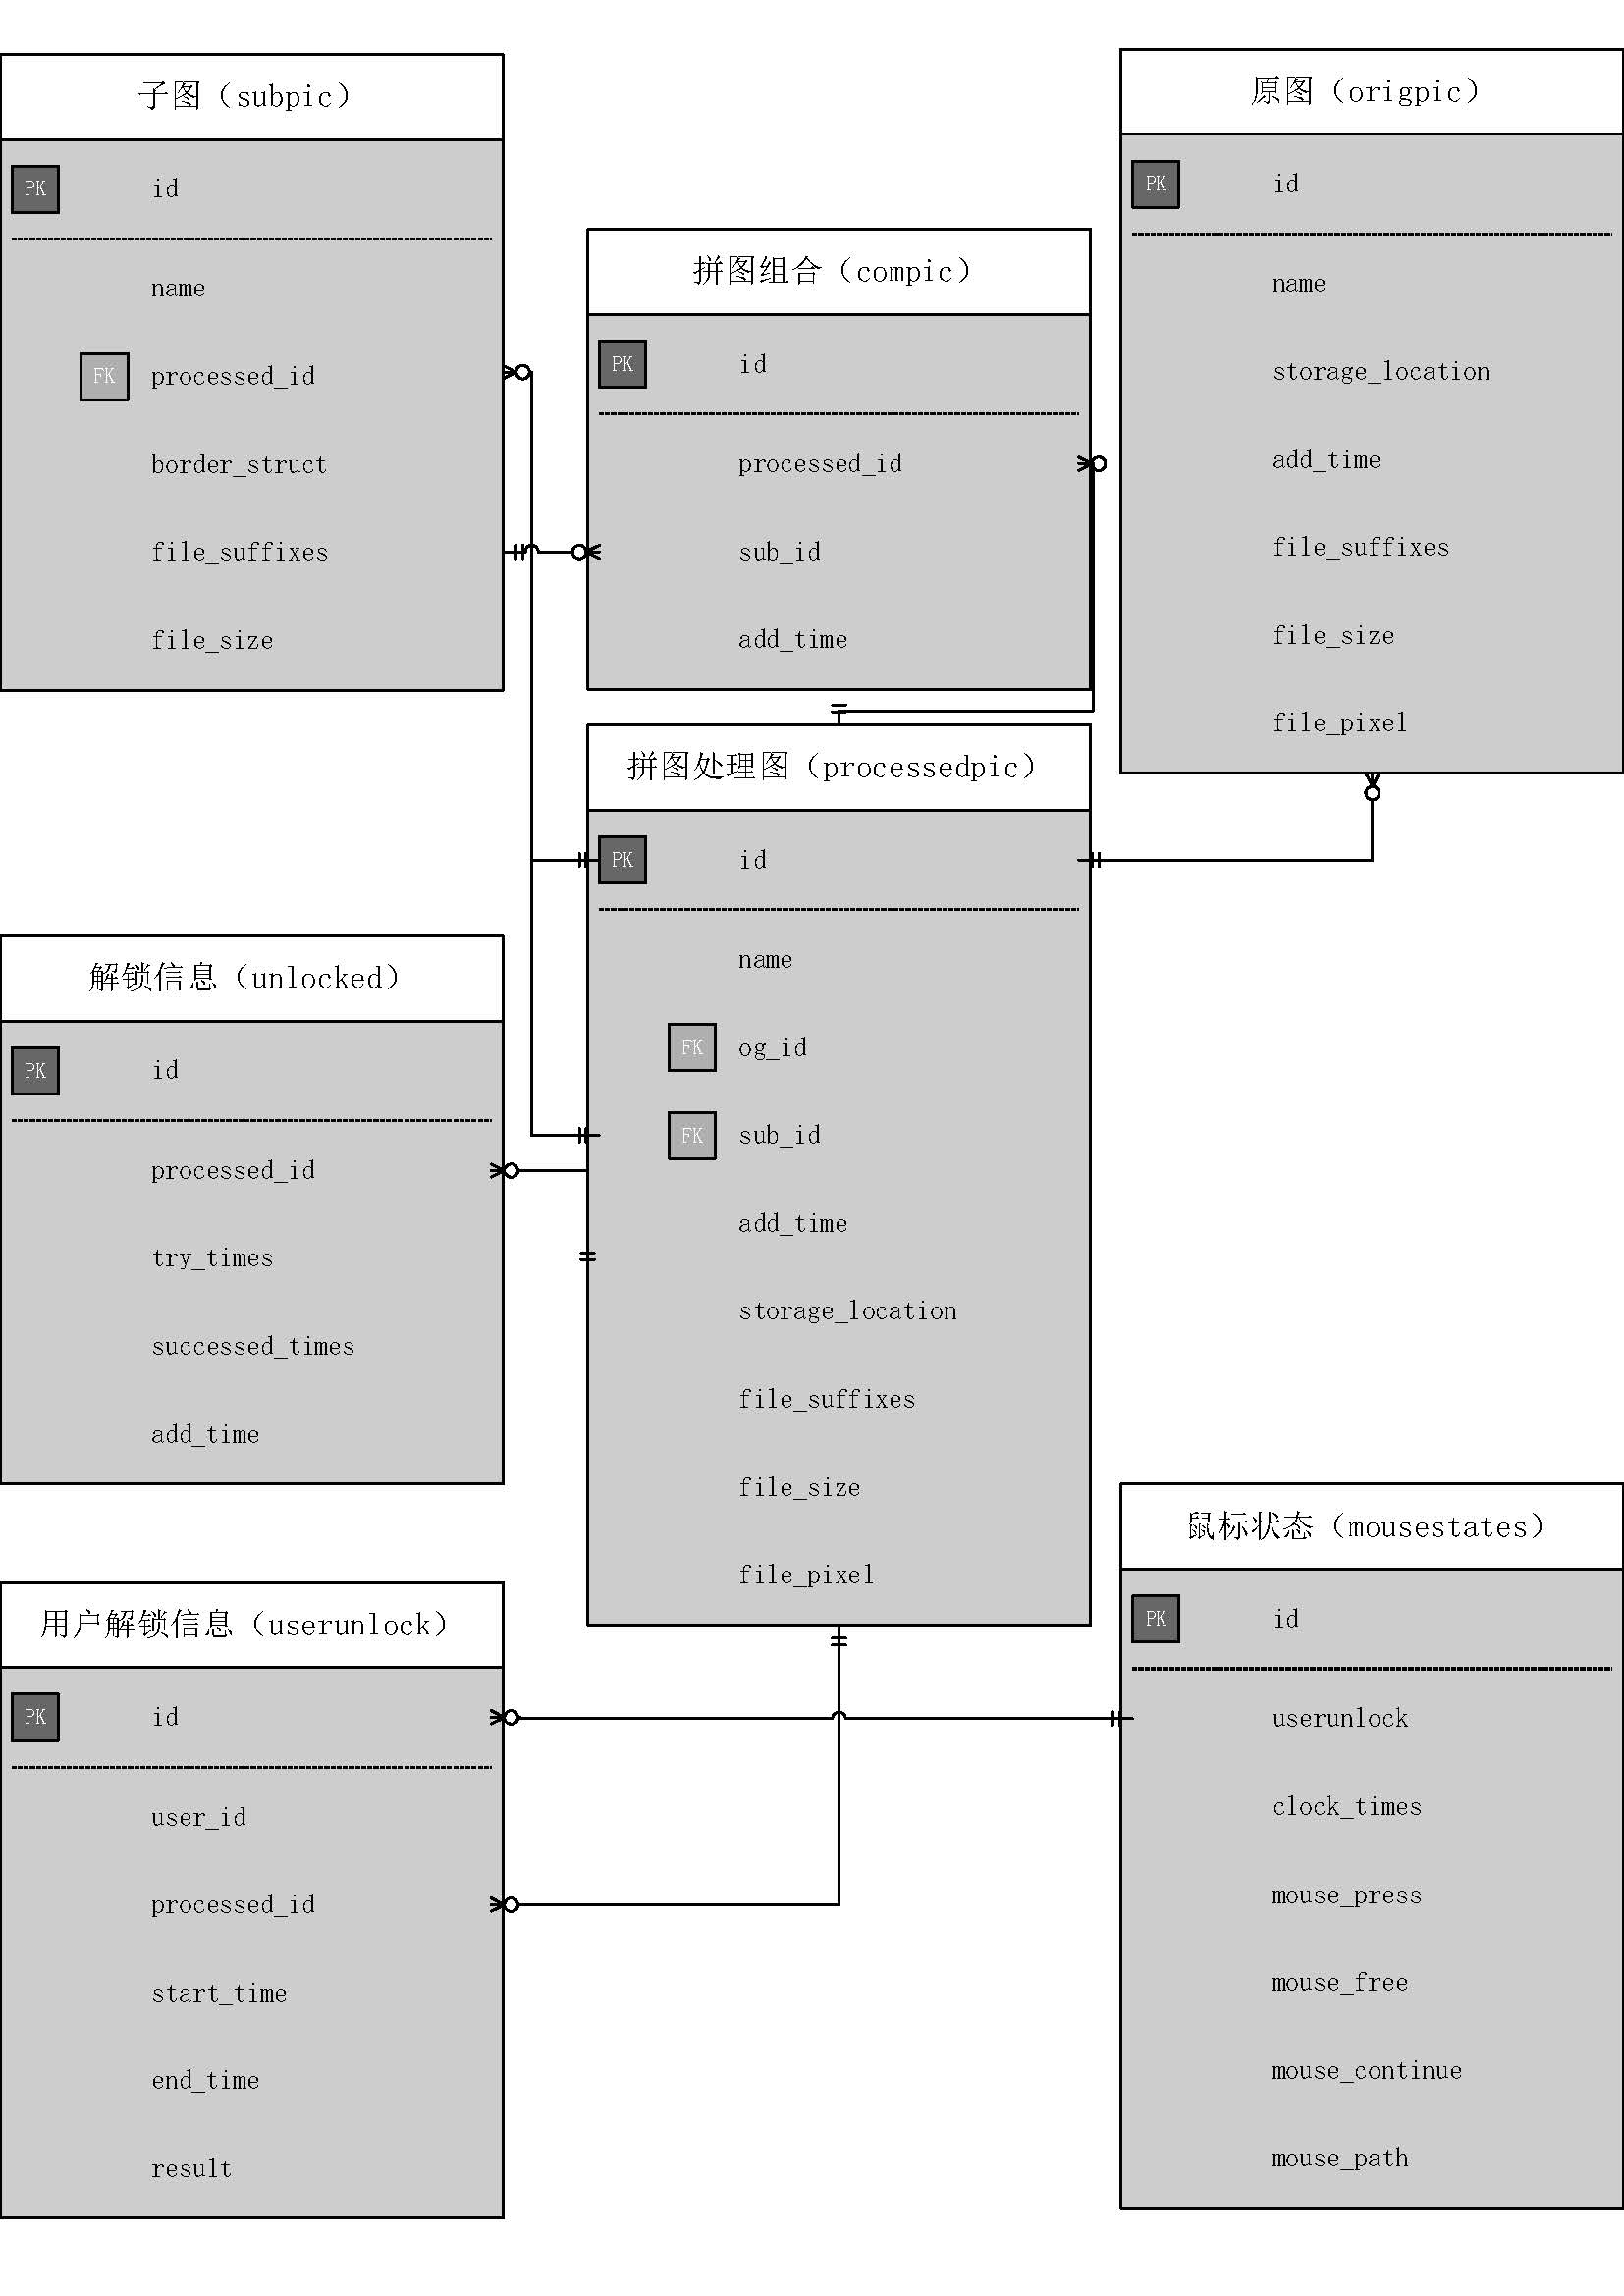 子图（subpic）
PK id
name
FK processed_id
border_struct
file_suffixes
file_size
拼图组合（compic）
PK id
processed_id
sub_id
add_time
原图（origpic）
PK id
name
storage_location
add_time
file_suffixes
file_size
file_pixel
拼图处理图（processedpic）
PK id
name
FK og_id
FK sub_id
add_time
storage_location
file_suffixes
file_size
file_pixel
解锁信息（unlocked）
PK id
processed_id
try_times
successed_times
add_time
用户解锁信息（userunlock）
PK id
user_id
processed_id
start_time
end_time
result
鼠标状态（mousestates）
PK id
userunlock
clock_times
mouse_press
mouse_free
mouse_continue
mouse_path